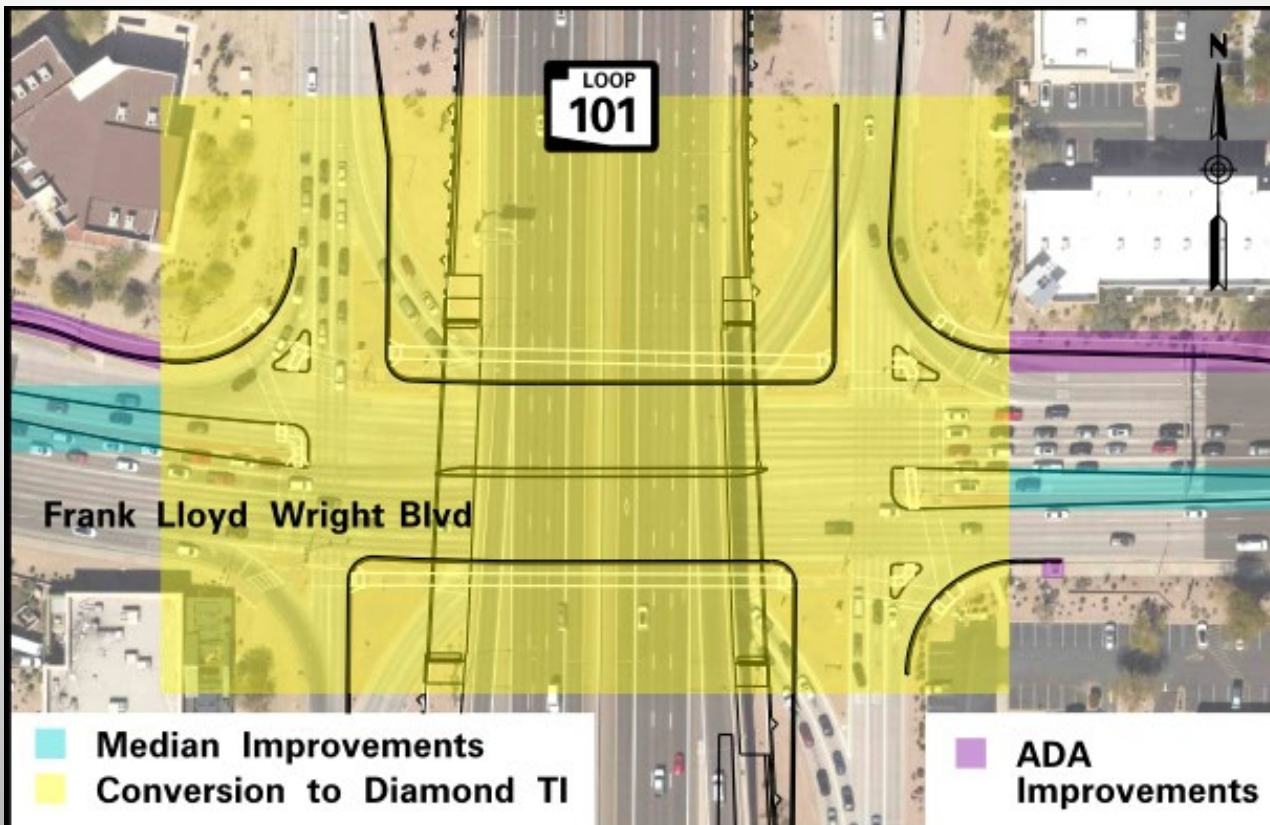 N
LOOP
101
Frank Lloyd Wright Blvd
Median Improvements
Conversion to Diamond TI
ADA
Improvements